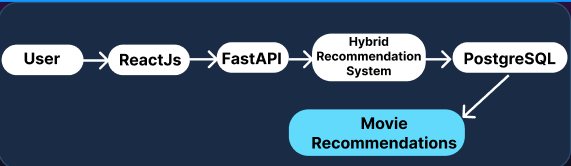 User
ReactJs
FastAPI
Hybrid
Recommendation
System
PostgreSQL
Movie
Recommendations